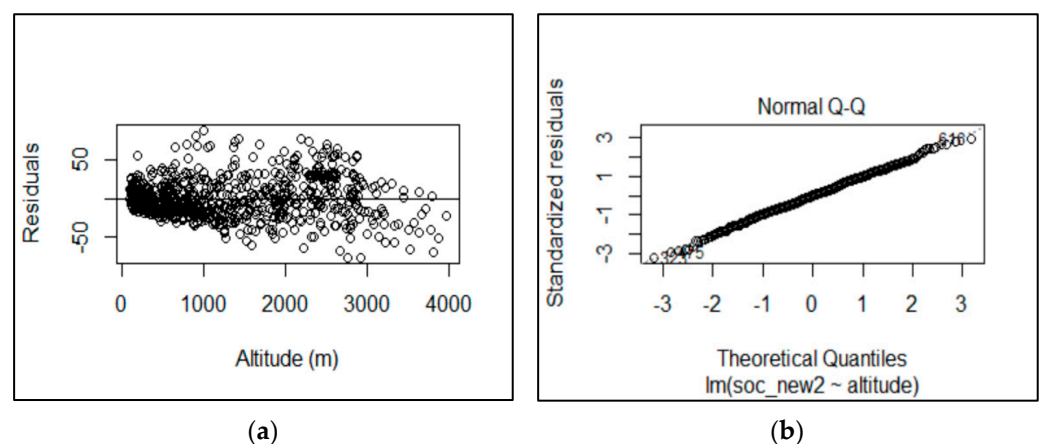 Residuals
50
-50
0
1000
2000
3000
4000
Altitude (m)
(a)
Normal Q-Q
Standardized residuals
3
1
-1
-3
616
-3
-2
-1
0
1
2
3
Theoretical Quantiles
lm(soc_new2 ~ altitude)
(b)